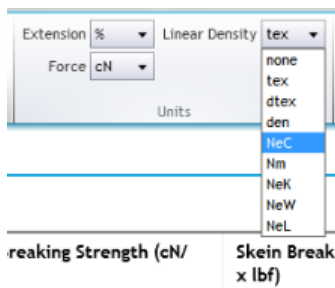 Extension % Linear Density tex
Force cN
none
tex
dtex
den
NeC
Nm
NeK
NeW
NeL
Units
reaking Strength (cN/
Skein Break
x lbf)